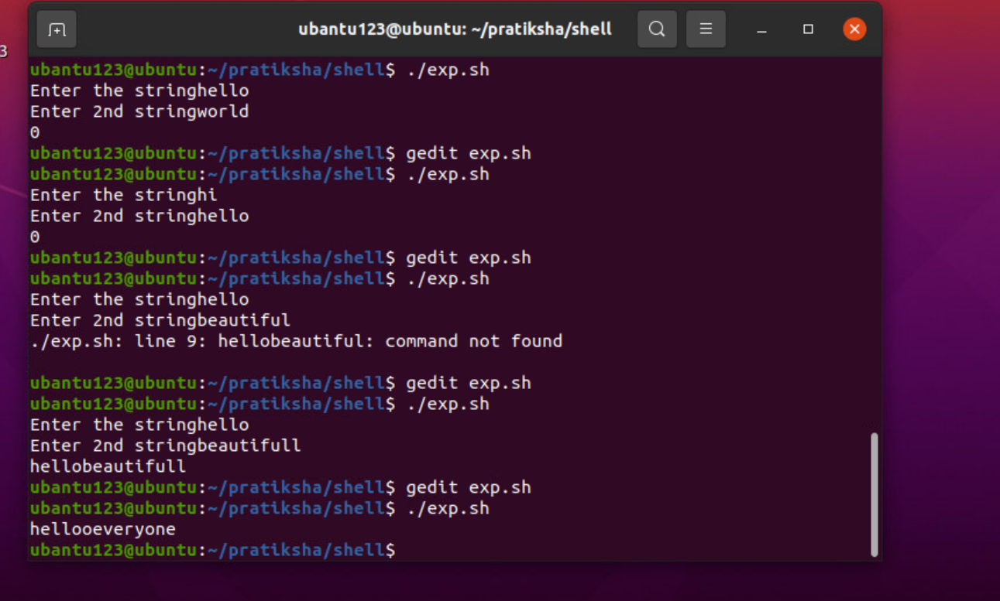 ubantu123@ubuntu: ~/pratiksha/shell
3
ubantu123@ubuntu:~/pratiksha/shell$ ./exp.sh
Enter the stringhello
Enter 2nd stringworld
0
ubantu123@ubuntu:~/pratiksha/shell$ gedit exp.sh
ubantu123@ubuntu:~/pratiksha/shell$ ./exp.sh
Enter the stringhi
Enter 2nd stringhello
0
ubantu123@ubuntu:~/pratiksha/shell$ gedit exp.sh
ubantu123@ubuntu:~/pratiksha/shell$ ./exp.sh
Enter the stringhello
Enter 2nd stringbeautiful
./exp.sh: line 9: hellobeautiful: command not found
ubantu123@ubuntu:~/pratiksha/shell$ gedit exp.sh
ubantu123@ubuntu:~/pratiksha/shell$ ./exp.sh
Enter the stringhello
Enter 2nd stringbeautifull
hellobeautifull
ubantu123@ubuntu:~/pratiksha/shell$ gedit exp.sh
ubantu123@ubuntu:~/pratiksha/shell$ ./exp.sh
hellooeveryone
ubantu123@ubuntu:~/pratiksha/shell$